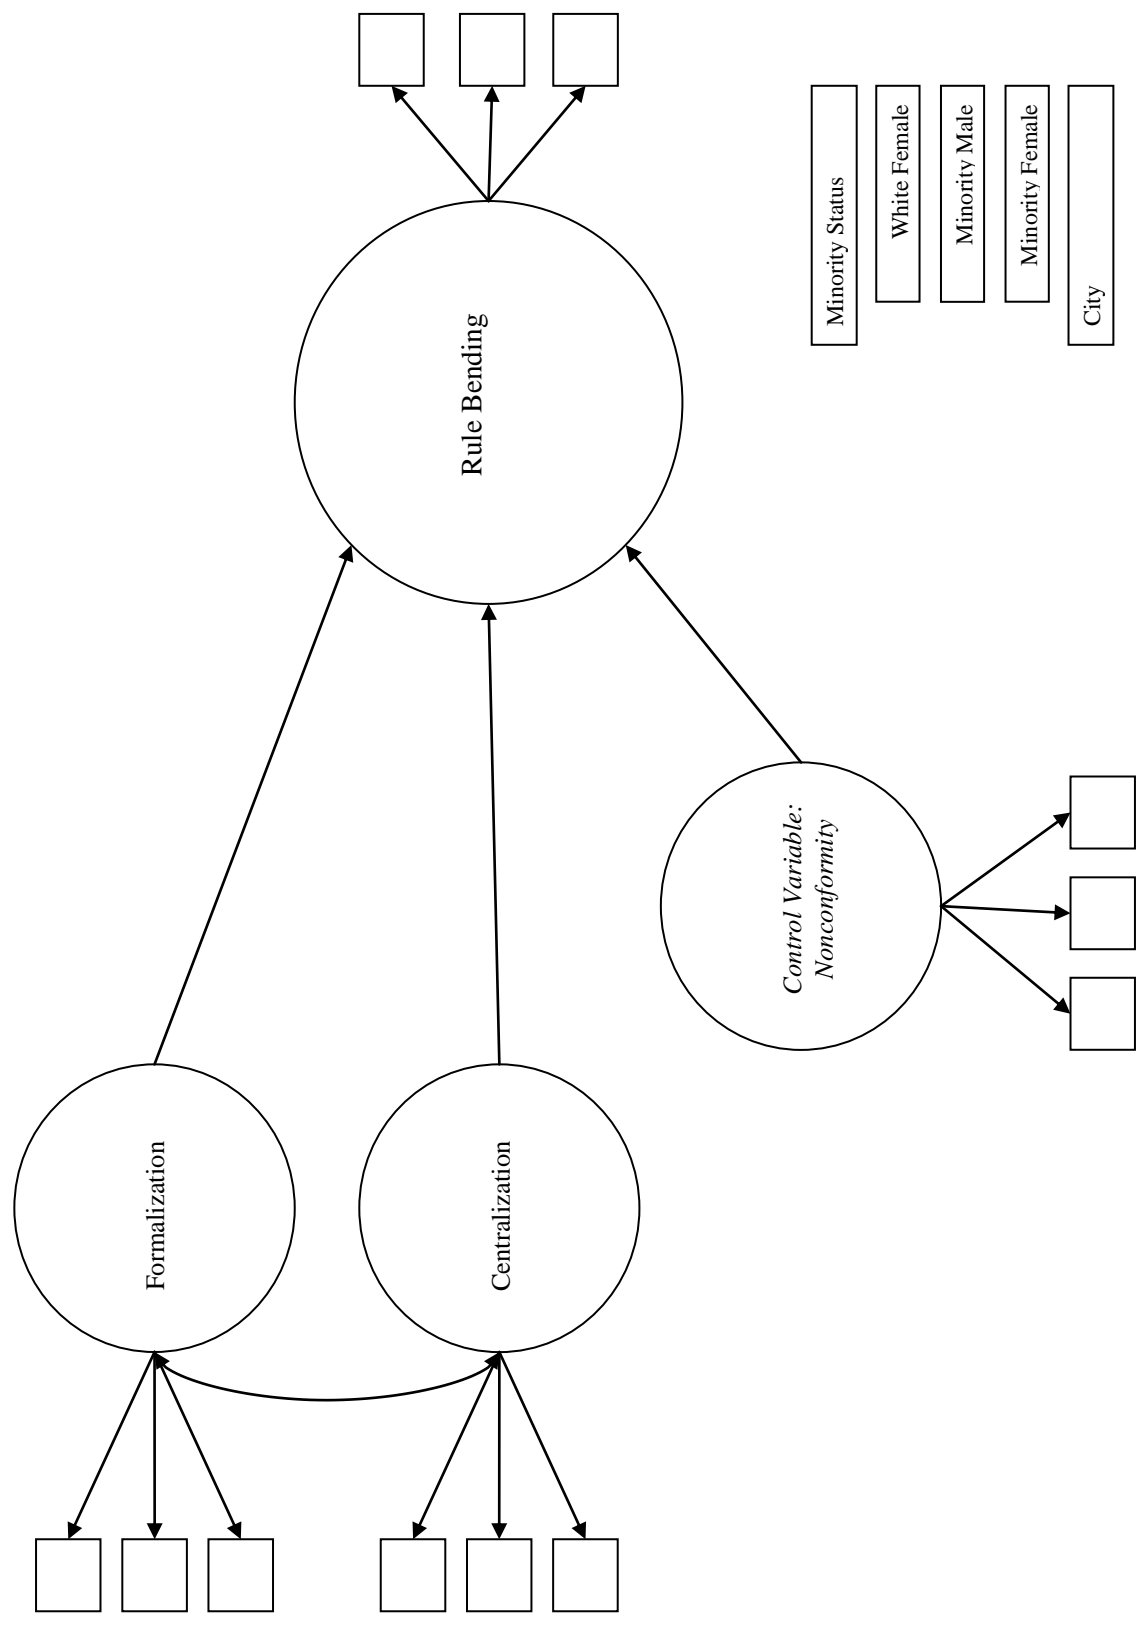 Formalization
Rule Bending
Centralization
Control Variable:
Nonconformity
Minority Status
White Female
Minority Male
Minority Female
City